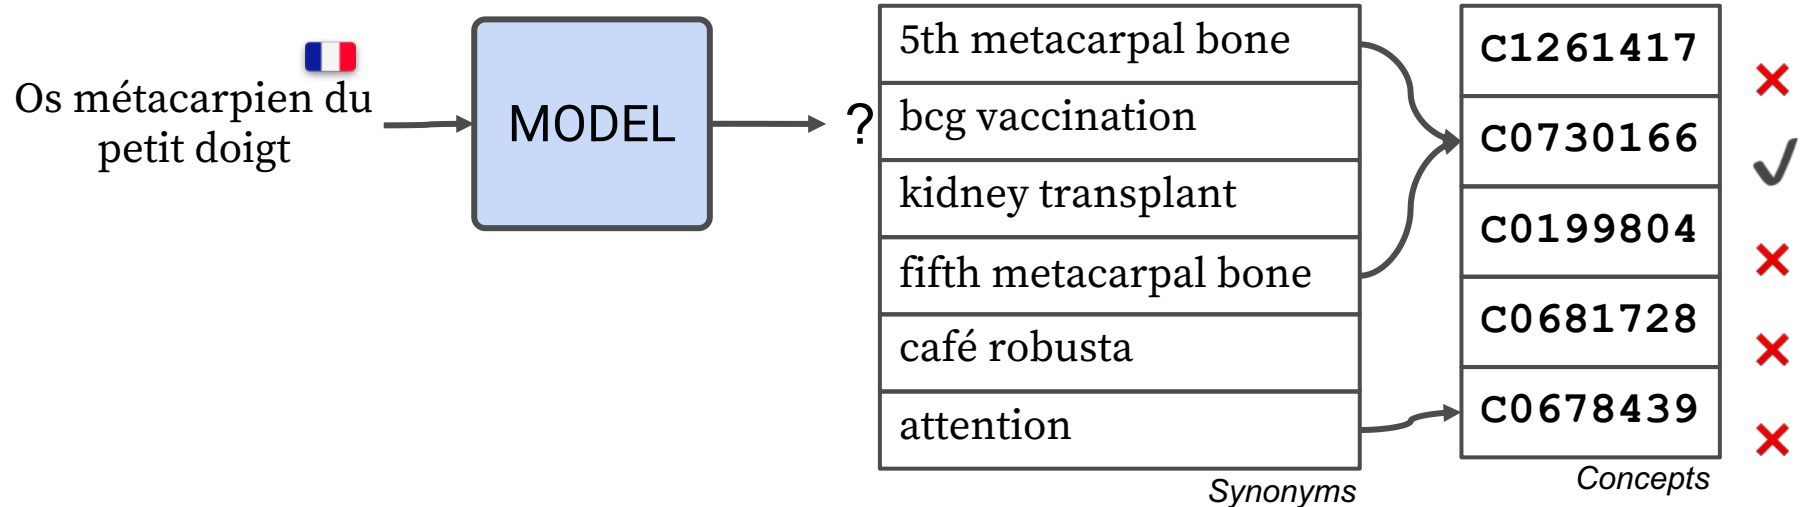 Os métacarpien du
petit doigt
MODEL
?
5th metacarpal bone
bcg vaccination
kidney transplant
fifth metacarpal bone
café robusta
attention
Synonyms
C1261417
C0730166
C0199804
C0681728
C0678439
Concepts